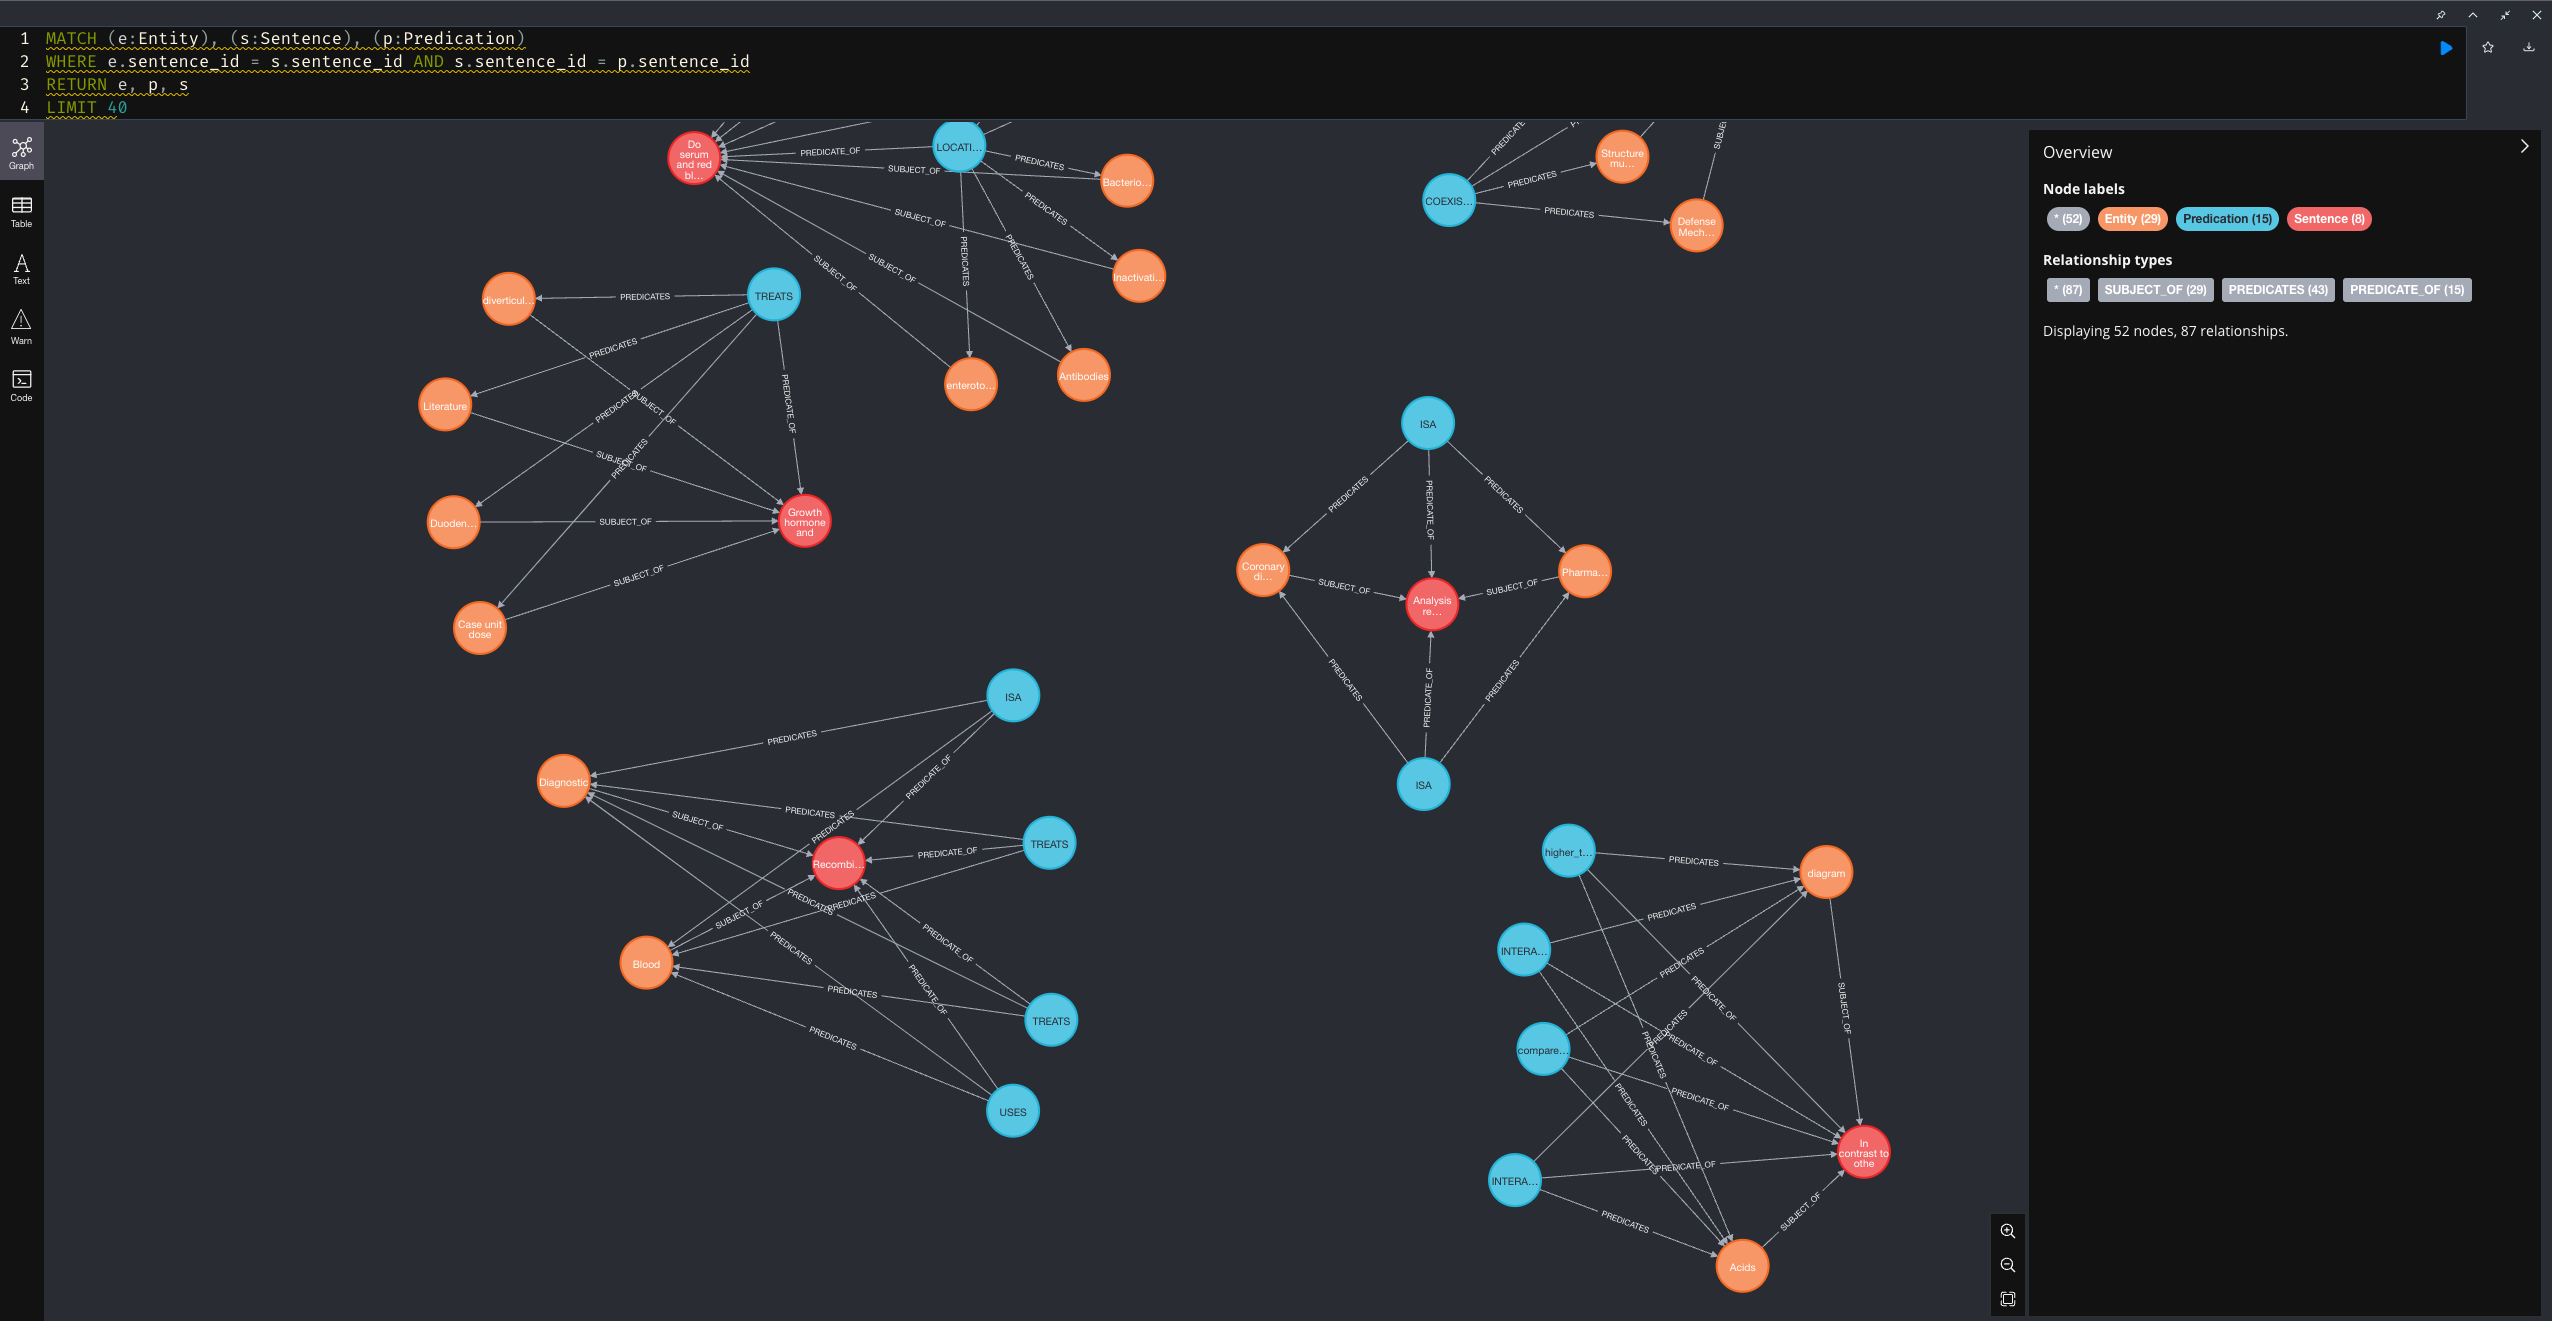 1 MATCH (e:Entity), (s:Sentence), (p:Predication)
2 WHERE e.sentence_id = s.sentence_id AND s.sentence_id = p.sentence_id
3 RETURN e, p, s
4 LIMIT 40
Graph
Table
Text
Warn
Code
Overview
Node labels
* (52) Entity (29) Predication (15) Sentence (8)
Relationship types
* (87) SUBJECT_OF (29) PREDICATES (43) PREDICATE_OF (15)
Displaying 52 nodes, 87 relationships.
Do
serum
and red
bl...
LOCATI...
Bacterio...
Inactivati...
Antibodies
enteroto...
PREDICATE_OF
SUBJECT_OF
PREDICATES
PREDICATES
SUBJECT_OF
PREDICATES
PREDICATES
SUBJECT_OF
SUBJECT_OF
COEXIS...
Structure
mu...
Defense
Mech...
PREDICATE
PREDICATES
PREDICATES
SUBJE
TREATS
diverticul...
Literature
Duoden...
Case unit
dose
Growth
hormone
and
PREDICATES
PREDICATES
PREDICATES
PREDICATES
PREDICATE_OF
SUBJECT_OF
SUBJECT_OF
SUBJECT_OF
SUBJECT_OF
ISA
Coronary
di...
Pharma...
Analysis
re...
ISA
PREDICATES
PREDICATE_OF
PREDICATES
SUBJECT_OF
SUBJECT_OF
PREDICATES
PREDICATE_OF
PREDICATES
ISA
Diagnostic
TREATS
Recombi...
Blood
TREATS
USES
PREDICATES
PREDICATE_OF
PREDICATES
PREDICATES
SUBJECT_OF
PREDICATE_OF
PREDICATES
PREDICATES
SUBJECT_OF
PREDICATES
PREDICATE_OF
PREDICATE_OF
PREDICATES
PREDICATES
higher_t...
diagram
INTERA...
compare...
INTERA...
In
contrast to
othe
Acids
PREDICATES
PREDICATES
PREDICATES
PREDICATE_OF
SUBJECT_OF
PREDICATES
PREDICATES
PREDICATE_OF
PREDICATES
PREDICATE_OF
PREDICATES
PREDICATE_OF
PREDICATES
SUBJECT_OF